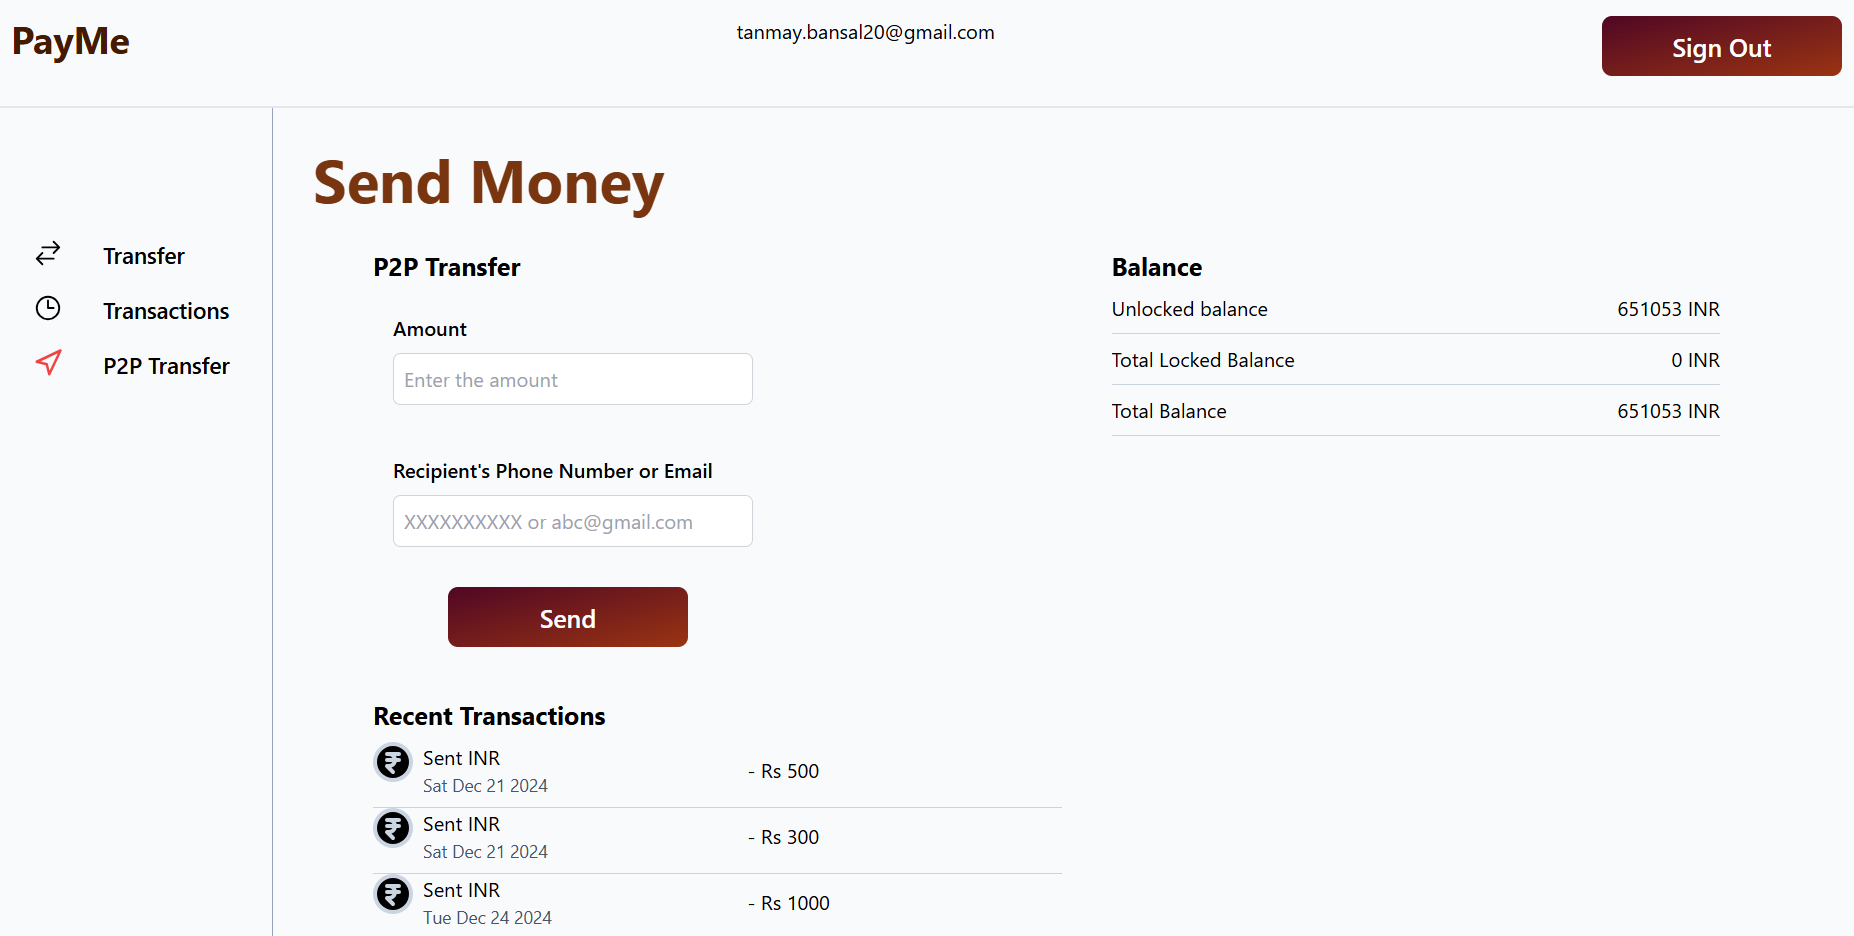 PayMe
tanmay.bansal20@gmail.com
Sign Out
Transfer
Transactions
P2P Transfer
Send Money
P2P Transfer
Amount
Enter the amount
Recipient's Phone Number or Email
XXXXXXXXXX or abc@gmail.com
Send
Balance
Unlocked balance 651053 INR
Total Locked Balance 0 INR
Total Balance 651053 INR
Recent Transactions
Sent INR
Sat Dec 21 2024
- Rs 500
Sent INR
Sat Dec 21 2024
- Rs 300
Sent INR
Tue Dec 24 2024
- Rs 1000